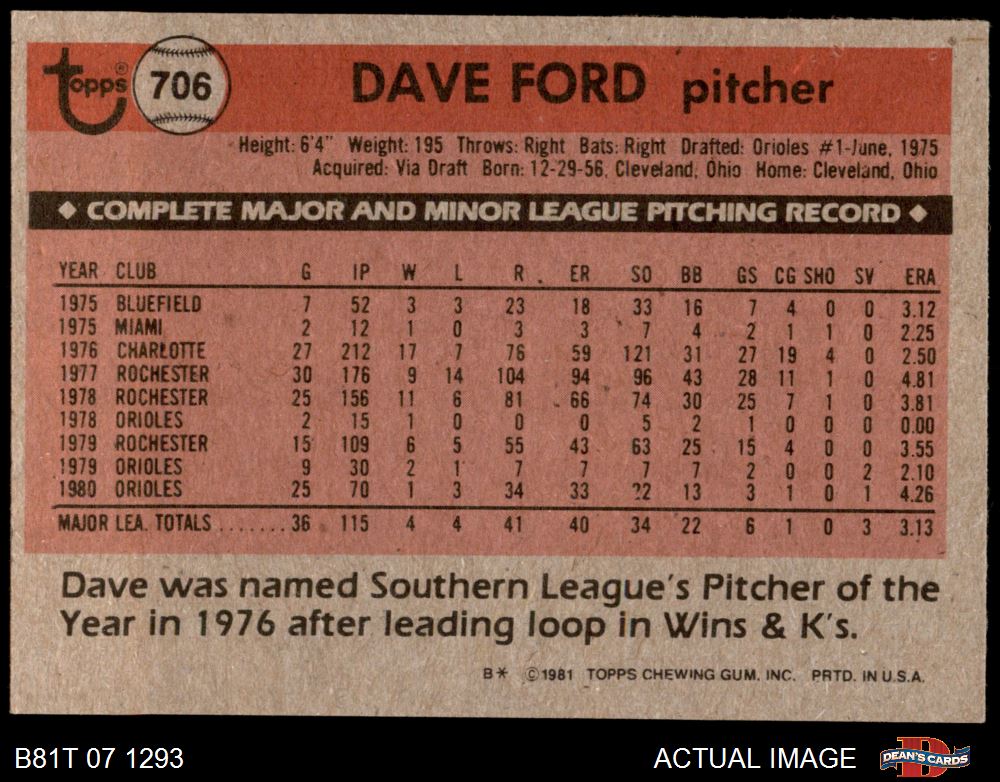 topps® 706 DAVE FORD pitcher
Height: 6'4" Weight: 195 Throws: Right Bats: Right Drafted: Orioles #1-June, 1975
Acquired: Via Draft Born: 12-29-56, Cleveland, Ohio Home: Cleveland, Ohio
◆ COMPLETE MAJOR AND MINOR LEAGUE PITCHING RECORD ◆
YEAR CLUB G IP W L R ER SO BB GS CG SHO SV ERA
1975 BLUEFIELD 7 52 3 3 23 18 33 16 7 4 0 0 3.12
1975 MIAMI 2 12 1 0 3 3 7 4 2 1 1 0 2.25
1976 CHARLOTTE 27 212 17 7 76 59 121 31 27 19 4 0 2.50
1977 ROCHESTER 30 176 9 14 104 94 96 43 28 11 1 0 4.81
1978 ROCHESTER 25 156 11 6 81 66 74 30 25 7 1 0 3.81
1978 ORIOLES 2 15 1 0 0 0 5 2 1 0 0 0 0.00
1979 ROCHESTER 15 109 6 5 55 43 63 25 15 4 0 0 3.55
1979 ORIOLES 9 30 2 1 7 7 7 7 2 0 0 2 2.10
1980 ORIOLES 25 70 1 3 34 33 22 13 3 1 0 1 4.26
MAJOR LEA. TOTALS ....... 36 115 4 4 41 40 34 22 6 1 0 3 3.13
Dave was named Southern League's Pitcher of the
Year in 1976 after leading loop in Wins & K's.
B* ©1981 TOPPS CHEWING GUM, INC. PRTD. IN U.S.A.
B81T 07 1293 ACTUAL IMAGE DEAN'S CARDS